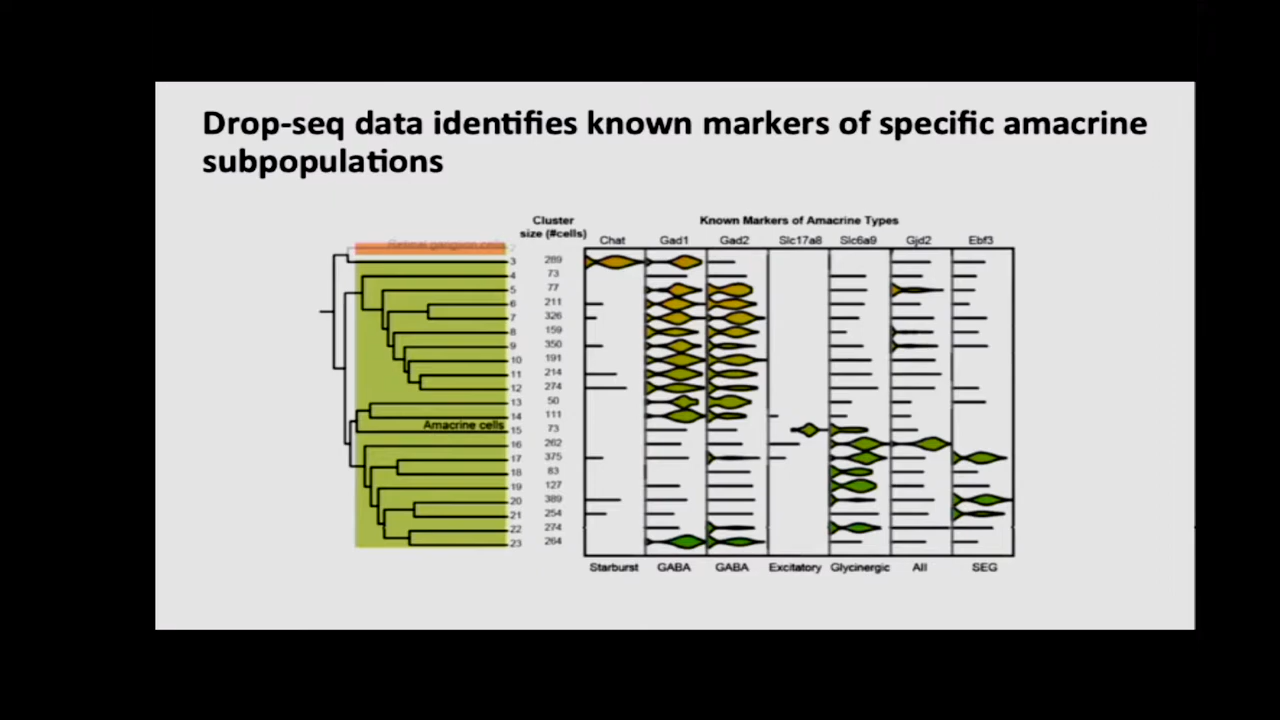 Drop-seq data identifies known markers of specific amacrine
subpopulations
Cluster
size (#cells)
Known Markers of Amacrine Types
Chat Gad1 Gad2 Slc17a8 Slc6a9 Gjd2 Ebf3
Retinal ganglion cells 2
3 289
4 73
5 77
6 211
7 326
8 159
9 350
10 191
11 214
12 274
13 50
14 111
Amacrine cells
15 73
16 262
17 375
18 83
19 127
20 389
21 254
22 274
23 264
Starburst GABA GABA Excitatory Glycinergic AII SEG